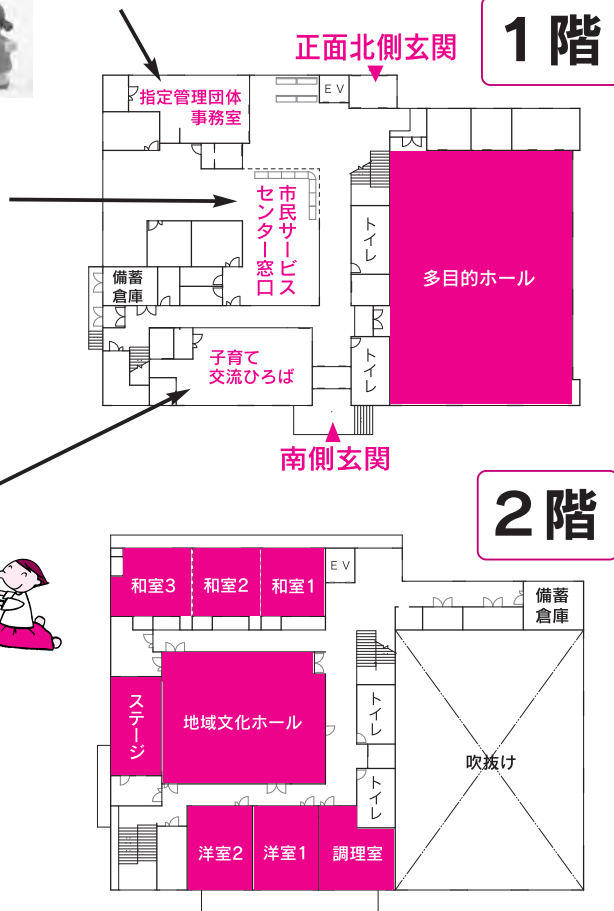 1階
正面北側玄関
指定管理団体
事務室
EV
市民サービス
センター窓口
トイレ
多目的ホール
備蓄
倉庫
子育て
交流ひろば
トイレ
南側玄関
2階
和室3
和室2
和室1
EV
備蓄
倉庫
ステージ
地域文化ホール
トイレ
吹抜け
トイレ
洋室2
洋室1
調理室